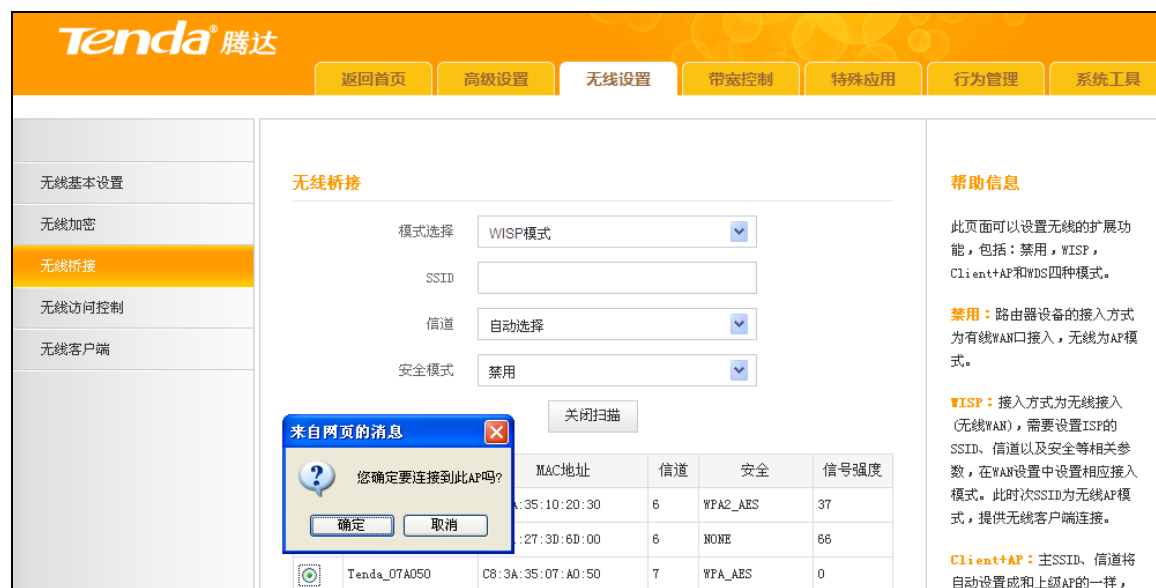 Tenda® 腾达
返回首页 高级设置 无线设置 带宽控制 特殊应用 行为管理 系统工具
无线基本设置
无线加密
无线桥接
无线访问控制
无线客户端
无线桥接
模式选择 WISP模式
SSID
信道 自动选择
安全模式 禁用
关闭扫描
来自网页的消息
您确定要连接到此AP吗?
确定 取消
MAC地址 信道 安全 信号强度
:35:10:20:30 6 WPA2_AES 37
:27:3D:6D:00 6 NONE 66
Tenda_07A050 C8:3A:35:07:A0:50 7 WPA_AES 0
帮助信息
此页面可以设置无线的扩展功
能，包括：禁用，WISP，
Client+AP和WDS四种模式。
禁用：路由器设备的接入方式
为有线WAN口接入，无线为AP模
式。
WISP：接入方式为无线接入
(无线WAN)，需要设置ISP的
SSID、信道以及安全等相关参
数，在WAN设置中设置相应接入
模式。此时次SSID为无线AP模
式，提供无线客户端连接。
Client+AP：主SSID、信道将
自动设置成和上级AP的一样，